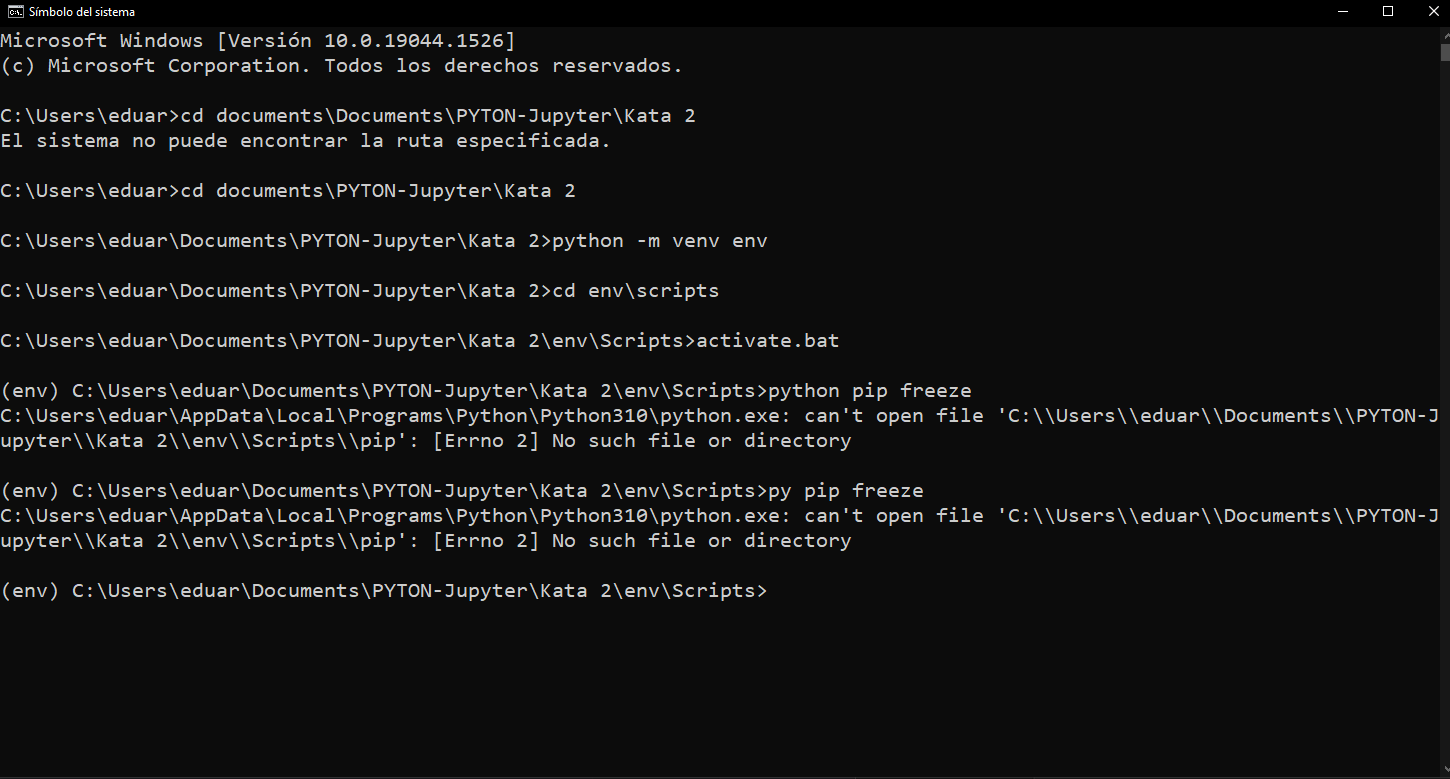 Símbolo del sistema
Microsoft Windows [Versión 10.0.19044.1526]
(c) Microsoft Corporation. Todos los derechos reservados.
C:\Users\eduar>cd documents\Documents\PYTON-Jupyter\Kata 2
El sistema no puede encontrar la ruta especificada.
C:\Users\eduar>cd documents\PYTON-Jupyter\Kata 2
C:\Users\eduar\Documents\PYTON-Jupyter\Kata 2>python -m venv env
C:\Users\eduar\Documents\PYTON-Jupyter\Kata 2>cd env\scripts
C:\Users\eduar\Documents\PYTON-Jupyter\Kata 2\env\Scripts>activate.bat
(env) C:\Users\eduar\Documents\PYTON-Jupyter\Kata 2\env\Scripts>python pip freeze
C:\Users\eduar\AppData\Local\Programs\Python\Python310\python.exe: can't open file 'C:\\Users\\eduar\\Documents\\PYTON-J
upyter\\Kata 2\\env\\Scripts\\pip': [Errno 2] No such file or directory
(env) C:\Users\eduar\Documents\PYTON-Jupyter\Kata 2\env\Scripts>py pip freeze
C:\Users\eduar\AppData\Local\Programs\Python\Python310\python.exe: can't open file 'C:\\Users\\eduar\\Documents\\PYTON-J
upyter\\Kata 2\\env\\Scripts\\pip': [Errno 2] No such file or directory
(env) C:\Users\eduar\Documents\PYTON-Jupyter\Kata 2\env\Scripts>